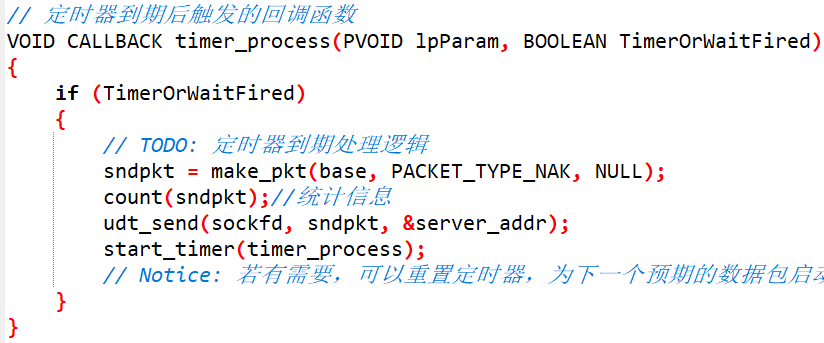 // 定时器到期后触发的回调函数
VOID CALLBACK timer_process(PVOID lpParam, BOOLEAN TimerOrWaitFired)
{
if (TimerOrWaitFired)
{
// TODO: 定时器到期处理逻辑
sndpkt = make_pkt(base, PACKET_TYPE_NAK, NULL);
count(sndpkt);//统计信息
udt_send(sockfd, sndpkt, &server_addr);
start_timer(timer_process);
// Notice: 若有需要，可以重置定时器，为下一个预期的数据包启动
}
}